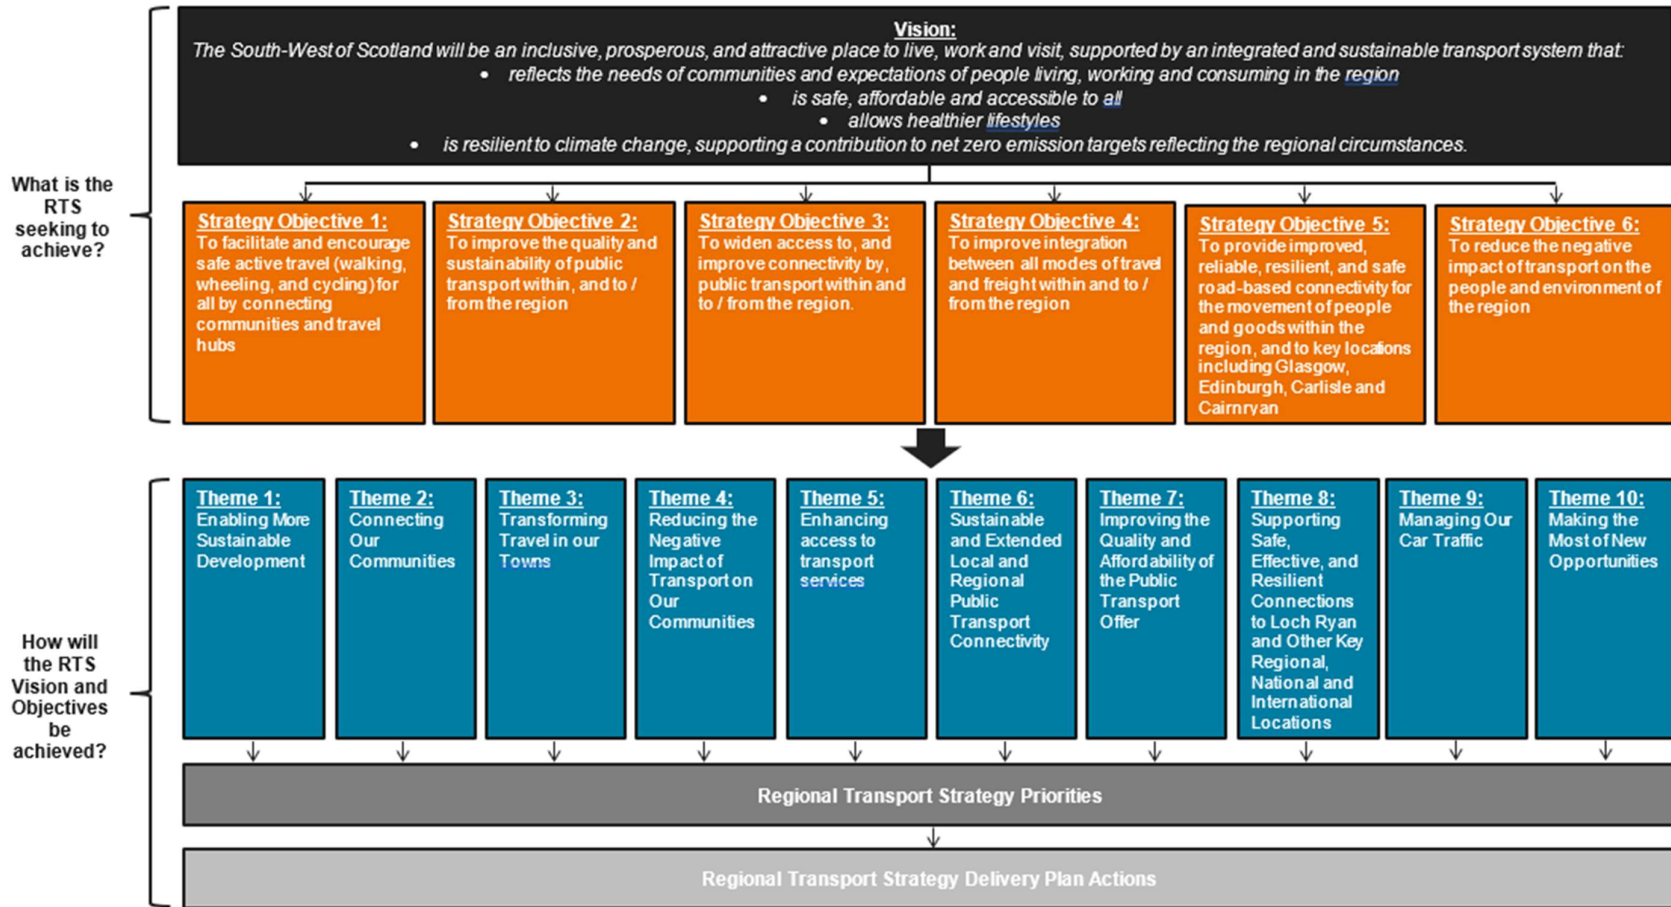 Vision:
The South-West of Scotland will be an inclusive, prosperous, and attractive place to live, work and visit, supported by an integrated and sustainable transport system that:
• reflects the needs of communities and expectations of people living, working and consuming in the region
• is safe, affordable and accessible to all
• allows healthier lifestyles
• is resilient to climate change, supporting a contribution to net zero emission targets reflecting the regional circumstances.
What is the
RTS
seeking to
achieve?
Strategy Objective 1:
To facilitate and encourage
safe active travel (walking,
wheeling, and cycling) for
all by connecting
communities and travel
hubs
Strategy Objective 2:
To improve the quality and
sustainability of public
transport within, and to /
from the region
Strategy Objective 3:
To widen access to, and
improve connectivity by,
public transport within and
to / from the region.
Strategy Objective 4:
To improve integration
between all modes of travel
and freight within and to /
from the region
Strategy Objective 5:
To provide improved,
reliable, resilient, and safe
road-based connectivity for
the movement of people
and goods within the
region, and to key locations
including Glasgow,
Edinburgh, Carlisle and
Cairnryan
Strategy Objective 6:
To reduce the negative
impact of transport on the
people and environment of
the region
How will
the RTS
Vision and
Objectives
be
achieved?
Theme 1:
Enabling More
Sustainable
Development
Theme 2:
Connecting
Our
Communities
Theme 3:
Transforming
Travel in our
Towns
Theme 4:
Reducing the
Negative
Impact of
Transport on
Our
Communities
Theme 5:
Enhancing
access to
transport
services
Theme 6:
Sustainable
and Extended
Local and
Regional
Public
Transport
Connectivity
Theme 7:
Improving the
Quality and
Affordability of
the Public
Transport
Offer
Theme 8:
Supporting
Safe,
Effective, and
Resilient
Connections
to Loch Ryan
and Other Key
Regional,
National and
International
Locations
Theme 9:
Managing Our
Car Traffic
Theme 10:
Making the
Most of New
Opportunities
Regional Transport Strategy Priorities
Regional Transport Strategy Delivery Plan Actions